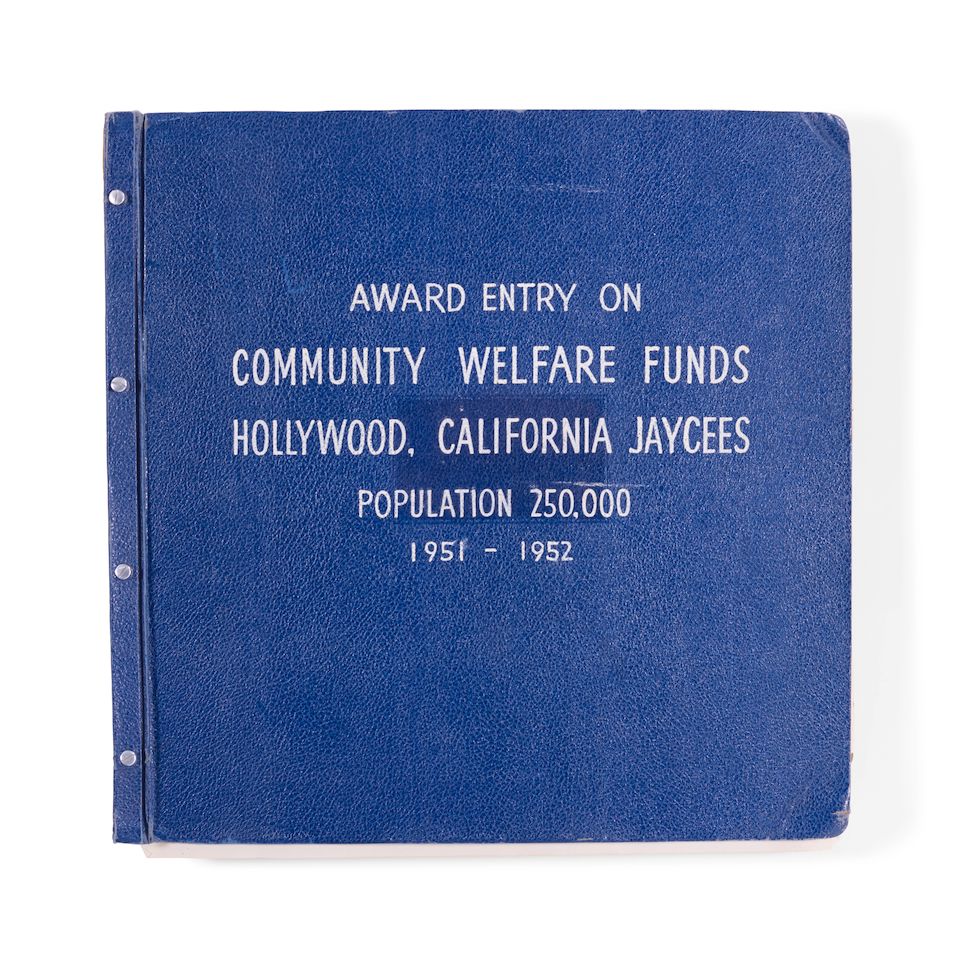 AWARD ENTRY ON
COMMUNITY WELFARE FUNDS
HOLLYWOOD, CALIFORNIA JAYCEES
POPULATION 250,000
1951 - 1952